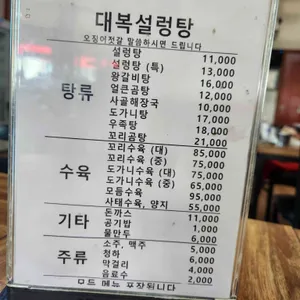 대복설렁탕
오징어젓갈 말씀하시면 드립니다
탕류
설렁탕 11,000
설렁탕 (특) 13,000
왕갈비탕 16,000
얼큰곰탕 12,000
사골해장국 10,000
도가니탕 17,000
우족탕 18,000
꼬리곰탕 21,000
수육
꼬리수육 (대) 85,000
꼬리수육 (중) 75,000
도가니수육 (대) 75,000
도가니수육 (중) 65,000
모듬수육 95,000
사태수육, 양지 55,000
기타
돈까스 11,000
공기밥 1,000
물만두 6,000
주류
소주, 맥주 5,000
청하 6,000
막걸리 4,000
음료수 2,000
모든 메뉴 포장됩니다